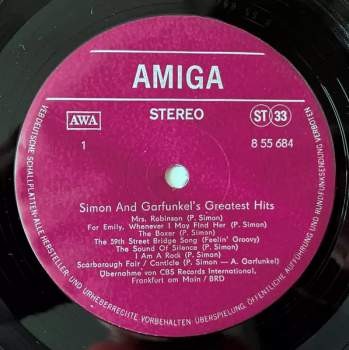 AMIGA
STEREO
AWA
ST 33
1
8 55 684
Simon And Garfunkel's Greatest Hits
Mrs. Robinson (P. Simon)
For Emily, Whenever I May Find Her (P. Simon)
The Boxer (P. Simon)
The 59th Street Bridge Song (Feelin' Groovy)
The Sound Of Silence (P. Simon)
I Am A Rock (P. Simon)
Scarborough Fair / Canticle (P. Simon — A. Garfunkel)
Übernahme von CBS Records International,
Frankfurt am Main / BRD
VEB DEUTSCHE SCHALLPLATTEN · ALLE HERSTELLER- UND URHEBERRECHTE VORBEHALTEN · ÜBERSPIELUNG, ÖFFENTLICHE AUFFÜHRUNG UND RUNDFUNKSENDUNG VERBOTEN